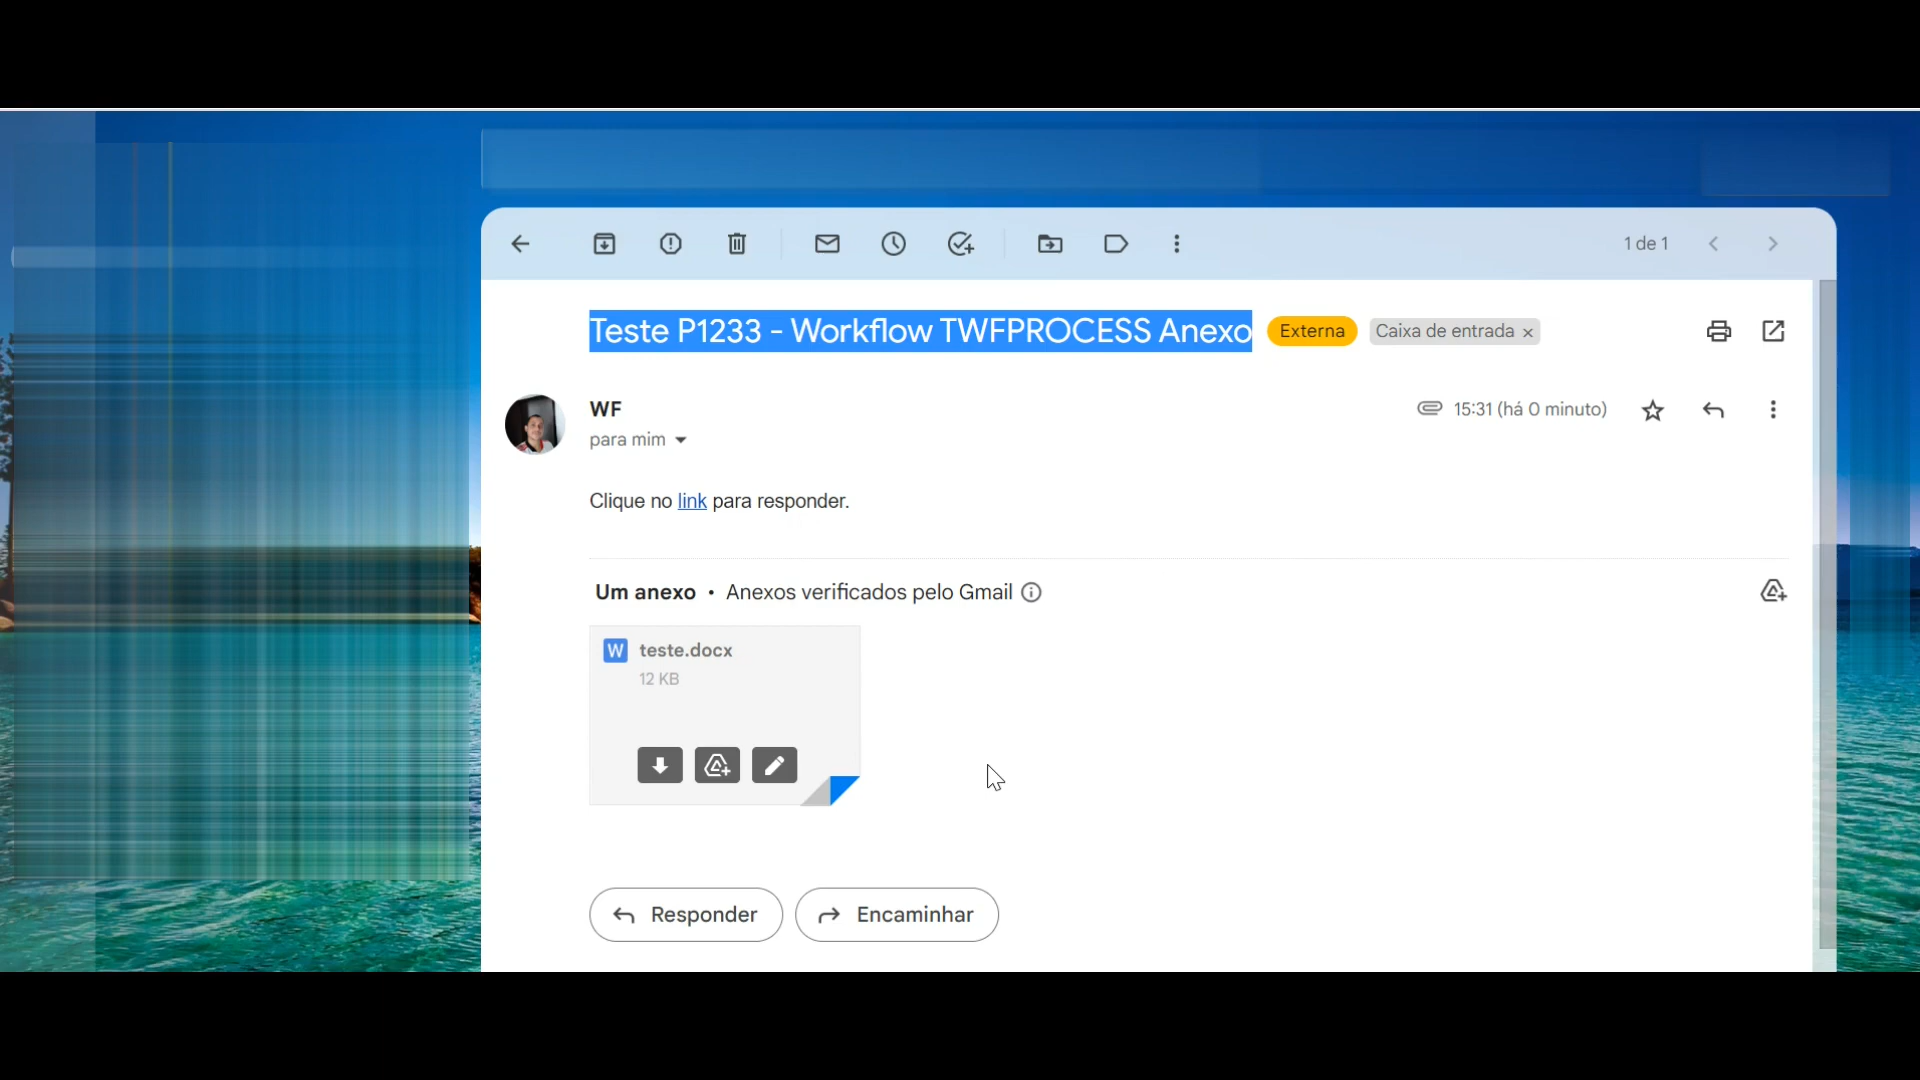 1 de 1
Teste P1233 - Workflow TWFPROCESS Anexo Externa Caixa de entrada ×
WF
15:31 (há 0 minuto)
para mim
Clique no link para responder.
Um anexo • Anexos verificados pelo Gmail
W teste.docx
12 KB
Responder Encaminhar